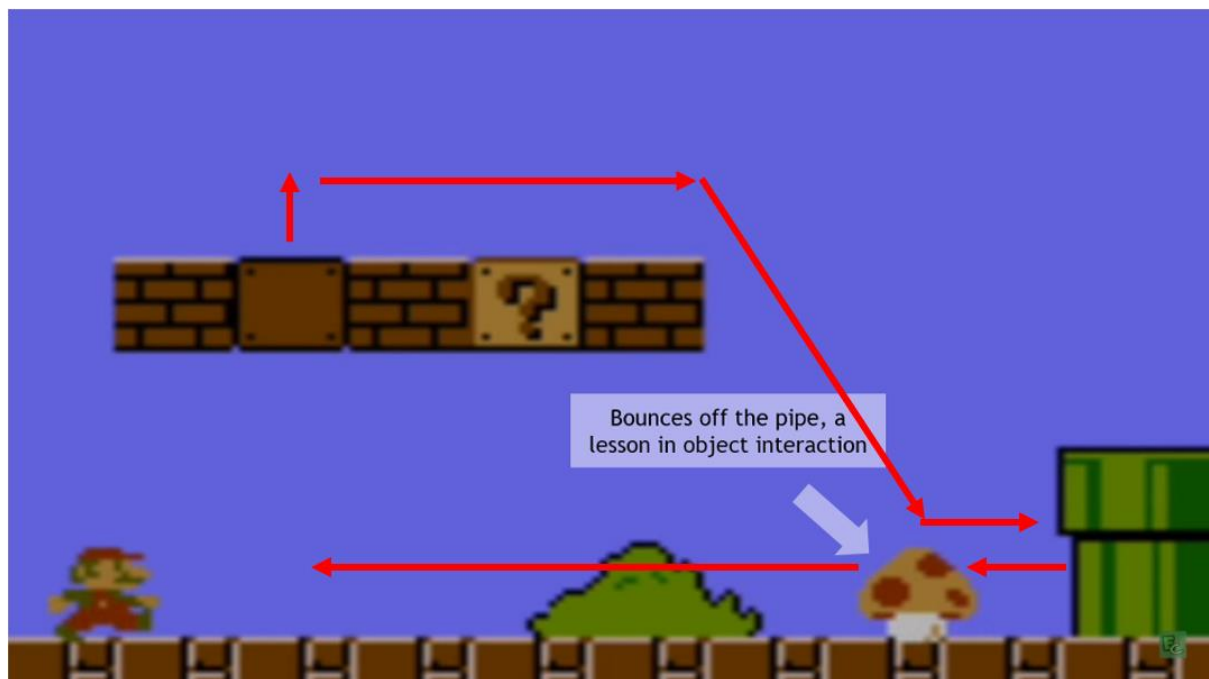 ?
Bounces off the pipe, a
lesson in object interaction